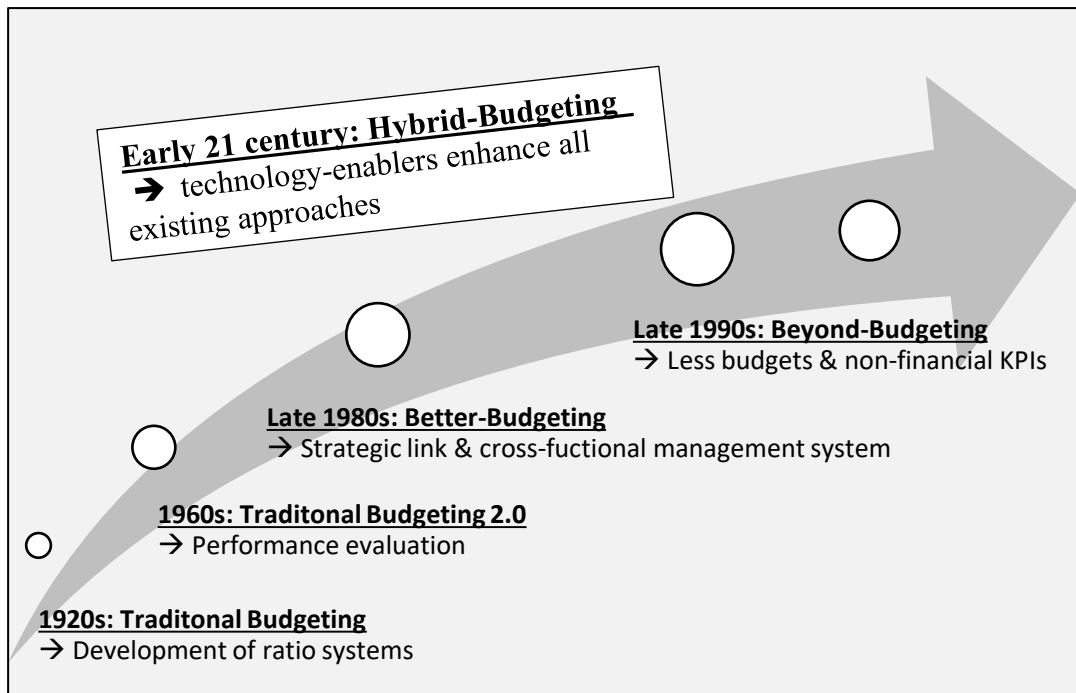 Early 21 century: Hybrid-Budgeting
➔ technology-enablers enhance all
existing approaches
Late 1990s: Beyond-Budgeting
→ Less budgets & non-financial KPIs
Late 1980s: Better-Budgeting
→ Strategic link & cross-fuctional management system
1960s: Traditonal Budgeting 2.0
→ Performance evaluation
1920s: Traditonal Budgeting
→ Development of ratio systems